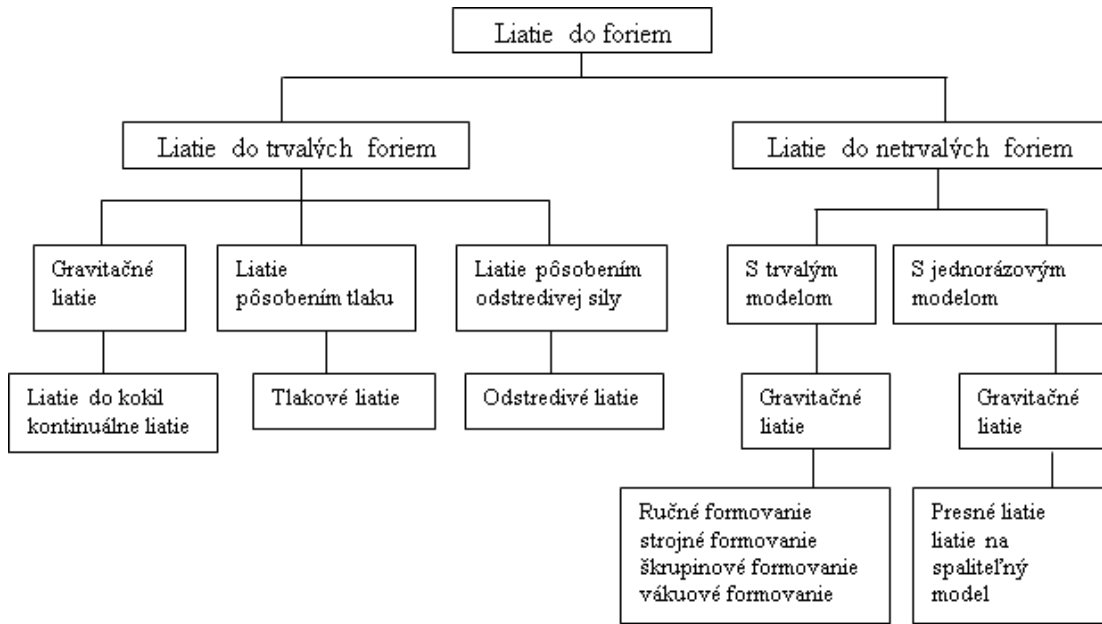 Liatie do foriem
Liatie do trvalých foriem
Liatie do netrvalých foriem
Gravitačné
liatie
Liatie
pôsobením tlaku
Liatie pôsobením
odstredivej sily
S trvalým
modelom
S jednorázovým
modelom
Liatie do kokil
kontinuálne liatie
Tlakové liatie
Odstredivé liatie
Gravitačné
liatie
Gravitačné
liatie
Ručné formovanie
strojné formovanie
škrupinové formovanie
vákuové formovanie
Presné liatie
liatie na
spaliteľný
model